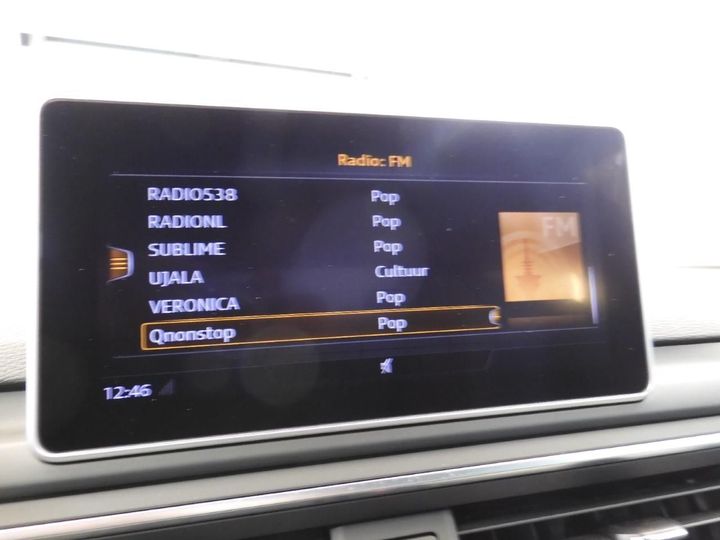 Radio: FM
RADIO538 Pop
RADIONL Pop
SUBLIME Pop
UJALA Cultuur
VERONICA Pop
Qnonstop Pop
FM
12:46